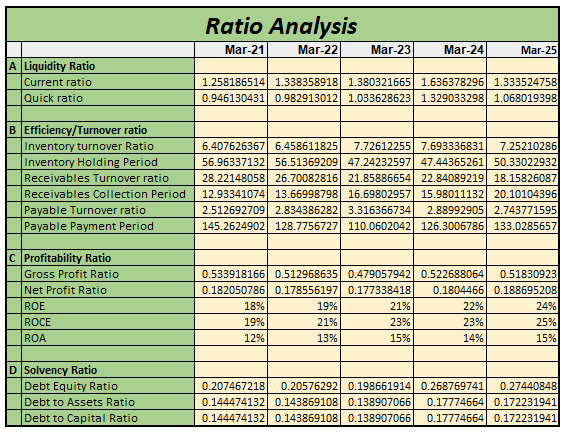 Ratio Analysis
Mar-21 Mar-22 Mar-23 Mar-24 Mar-25
A Liquidity Ratio
Current ratio 1.258186514 1.338358918 1.380321665 1.636378296 1.333524758
Quick ratio 0.946130431 0.982913012 1.033628623 1.329033298 1.068019398
B Efficiency/Turnover ratio
Inventory turnover Ratio 6.407626367 6.458611825 7.72612255 7.693336831 7.25210286
Inventory Holding Period 56.96337132 56.51369209 47.24232597 47.44365261 50.33022932
Receivables Turnover ratio 28.22148058 26.70082816 21.85886654 22.84089219 18.15826087
Receivables Collection Period 12.93341074 13.66998798 16.69802957 15.98011132 20.10104396
Payable Turnover ratio 2.512692709 2.834386282 3.316366734 2.88992905 2.743771595
Payable Payment Period 145.2624902 128.7756727 110.0602042 126.3006786 133.0285657
C Profitability Ratio
Gross Profit Ratio 0.533918166 0.512968635 0.479057942 0.522688064 0.51830923
Net Profit Ratio 0.182050786 0.178556197 0.177338418 0.1804466 0.188695208
ROE 18% 19% 21% 22% 24%
ROCE 19% 21% 23% 23% 25%
ROA 12% 13% 15% 14% 15%
D Solvency Ratio
Debt Equity Ratio 0.207467218 0.20576292 0.198661914 0.268769741 0.27440848
Debt to Assets Ratio 0.144474132 0.143869108 0.138907066 0.17774664 0.172231941
Debt to Capital Ratio 0.144474132 0.143869108 0.138907066 0.17774664 0.172231941